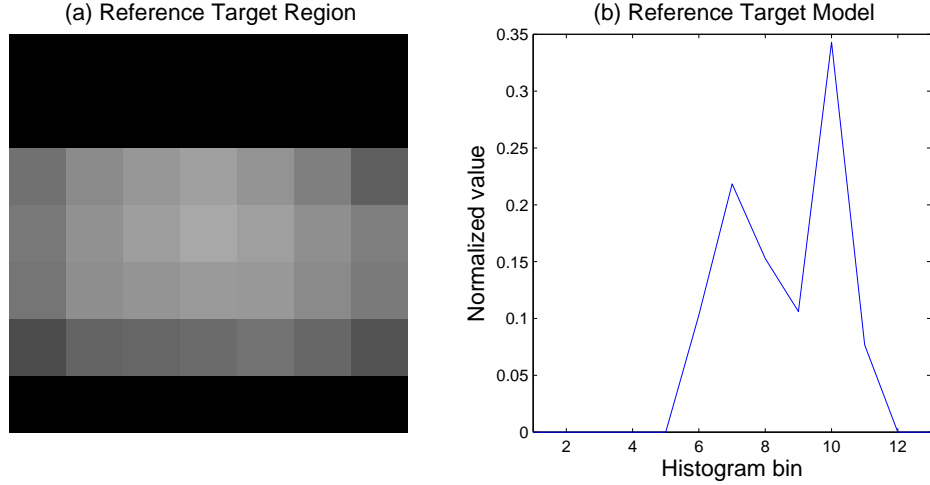 (a) Reference Target Region
(b) Reference Target Model
0.35
0.3
0.25
0.2
0.15
0.1
0.05
0
Normalized value
2 4 6 8 10 12
Histogram bin